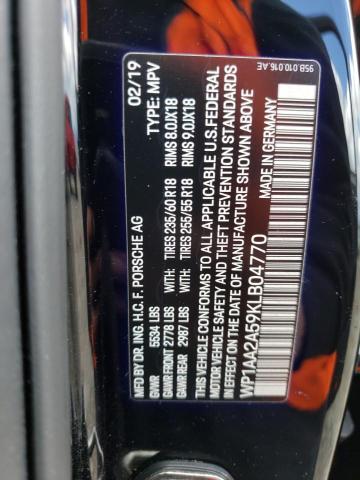 MFD BY DR. ING. H.C. F. PORSCHE AG 02/19
GVWR 5534 LBS TYPE: MPV
GAWR FRONT 2778 LBS WITH: TIRES 235/60 R18 RIMS 8.0JX18
GAWR REAR 2987 LBS WITH: TIRES 255/55 R18 RIMS 9.0JX18
THIS VEHICLE CONFORMS TO ALL APPLICABLE U.S.FEDERAL
MOTOR VEHICLE SAFETY AND THEFT PREVENTION STANDARDS
IN EFFECT ON THE DATE OF MANUFACTURE SHOWN ABOVE
WP1AA2A59KLB04770 MADE IN GERMANY
95B.010.016.AE